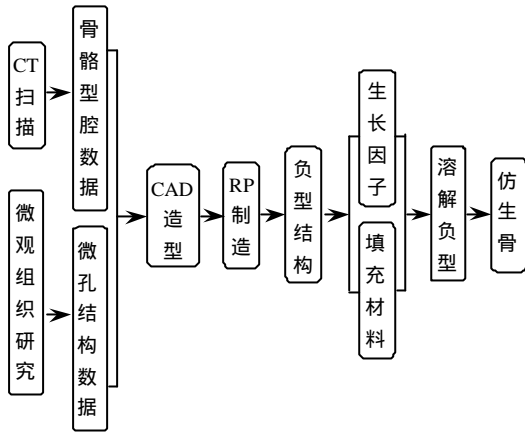 CT扫描
骨骼型腔数据
微观组织研究
微孔结构数据
CAD造型
RP制造
负型结构
生长因子
填充材料
溶解负型
仿生骨